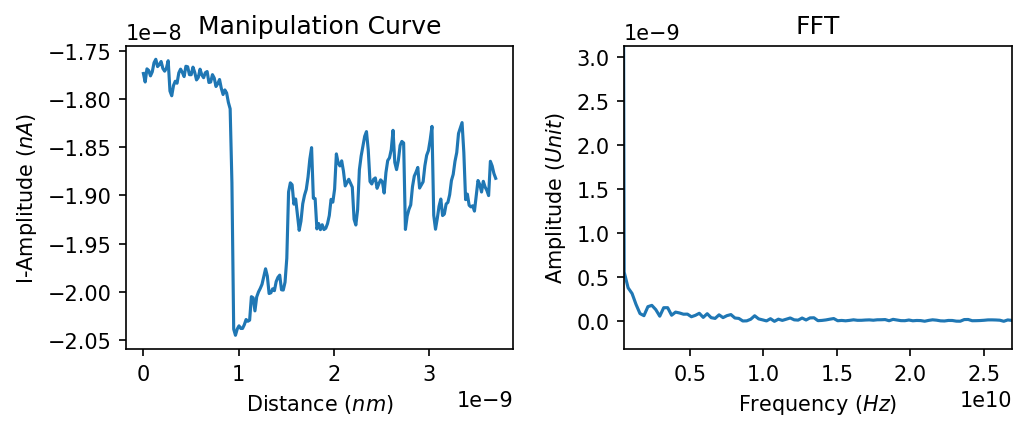 Manipulation Curve
1e−8
I-Amplitude (nA)
−1.75
−1.80
−1.85
−1.90
−1.95
−2.00
−2.05
0 1 2 3
1e−9
Distance (nm)
FFT
1e−9
Amplitude (Unit)
3.0
2.5
2.0
1.5
1.0
0.5
0.0
0.5 1.0 1.5 2.0 2.5
1e10
Frequency (Hz)